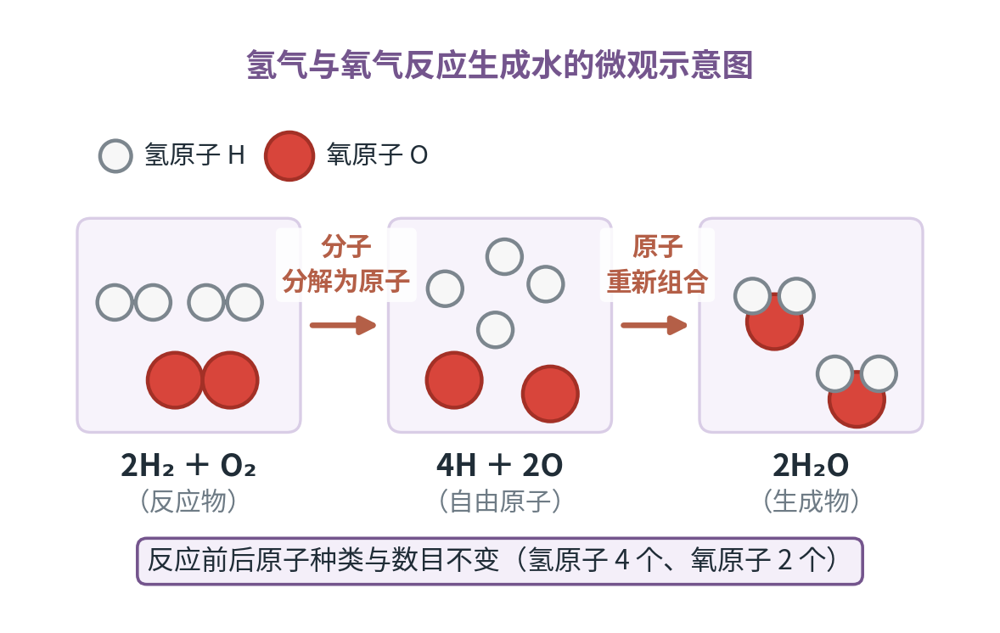 氢气与氧气反应生成水的微观示意图
氢原子 H
氧原子 O
分子
分解为原子
原子
重新组合
2H₂ + O₂
4H + 2O
2H₂O
（反应物）
（自由原子）
（生成物）
反应前后原子种类与数目不变（氢原子 4 个、氧原子 2 个）